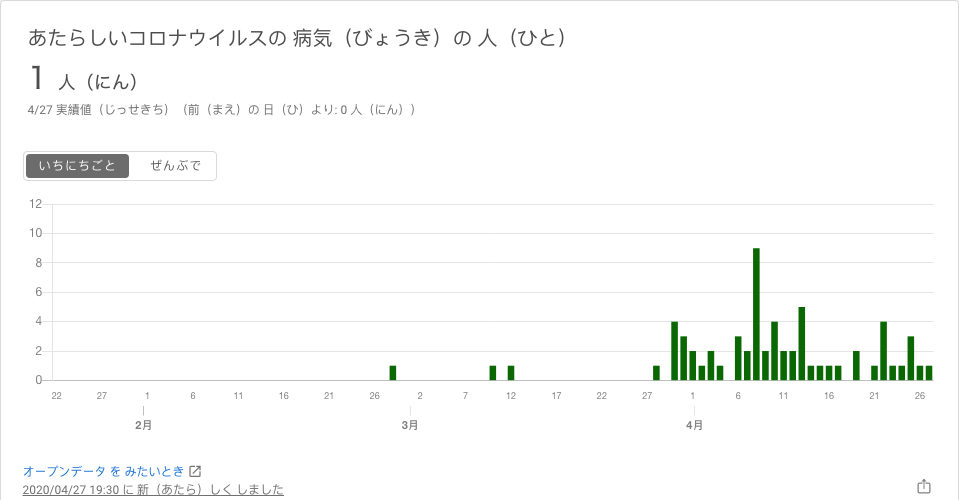 あたらしいコロナウイルスの 病気（びょうき）の 人（ひと）
1 人（にん）
4/27 実績値（じっせきち）（前（まえ）の 日（ひ）より: 0 人（にん））
いちにちごと ぜんぶで
12
10
8
6
4
2
0
22 27 1 6 11 16 21 26 2 7 12 17 22 27 1 6 11 16 21 26
2月 3月 4月
オープンデータ を みたいとき
2020/04/27 19:30 に 新（あたら）しく しました